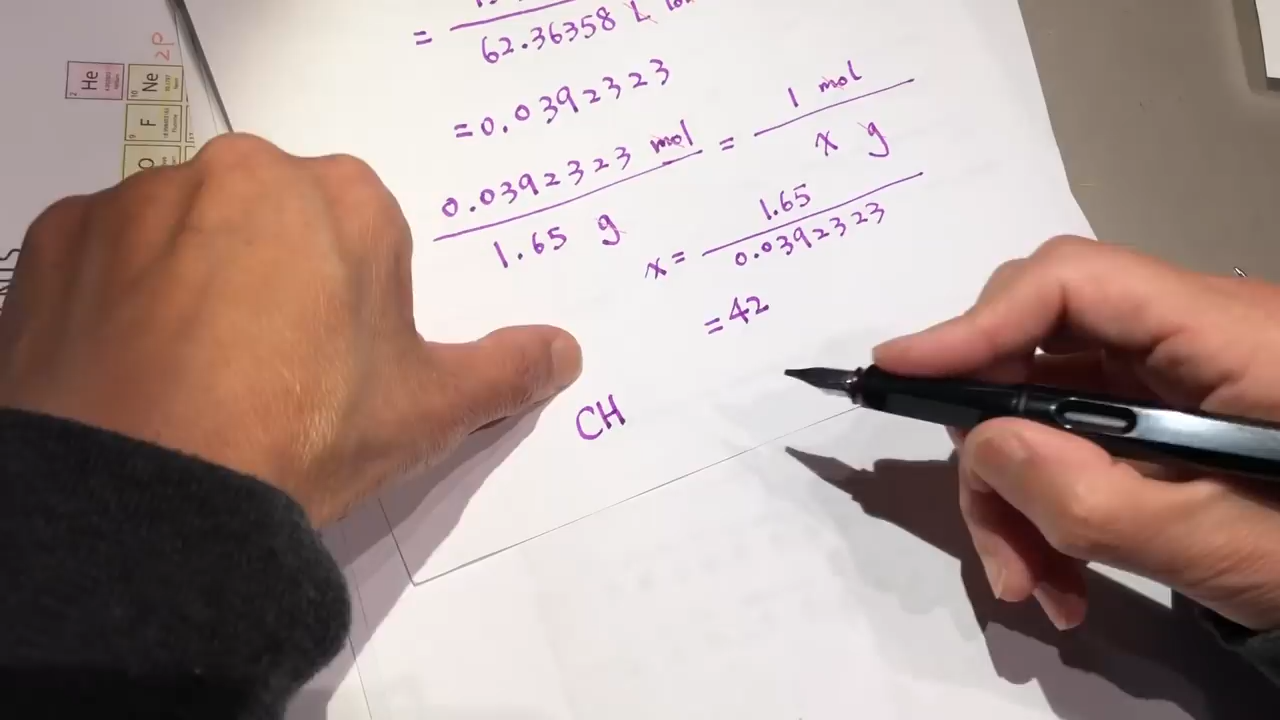 = 62.36358 L
= 0.0392323
0.0392323 mol = 1 mol
1.65 g x g
x = 1.65
0.0392323
= 42
CH
He
2P
Ne
F
O